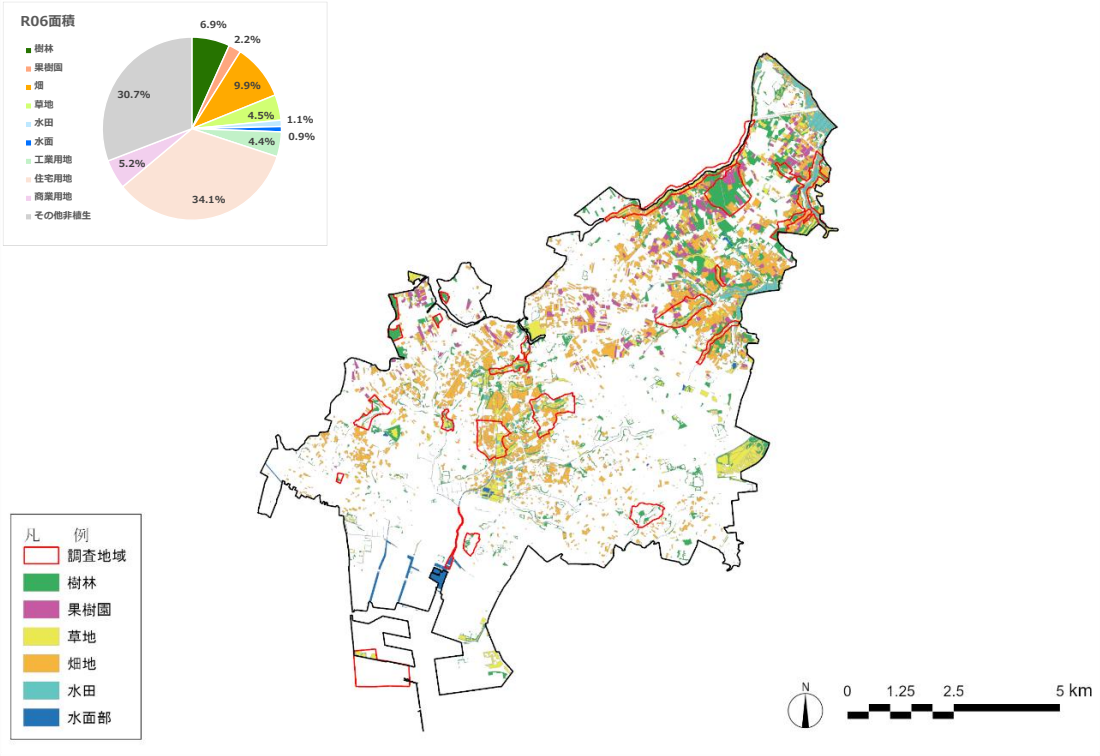 R06面積
樹林
果樹園
畑
草地
水田
水面
工業用地
住宅用地
商業用地
その他非植生
6.9%
2.2%
9.9%
4.5%
1.1%
0.9%
4.4%
34.1%
5.2%
30.7%
凡 例
調査地域
樹林
果樹園
草地
畑地
水田
水面部
N
0 1.25 2.5 5 km